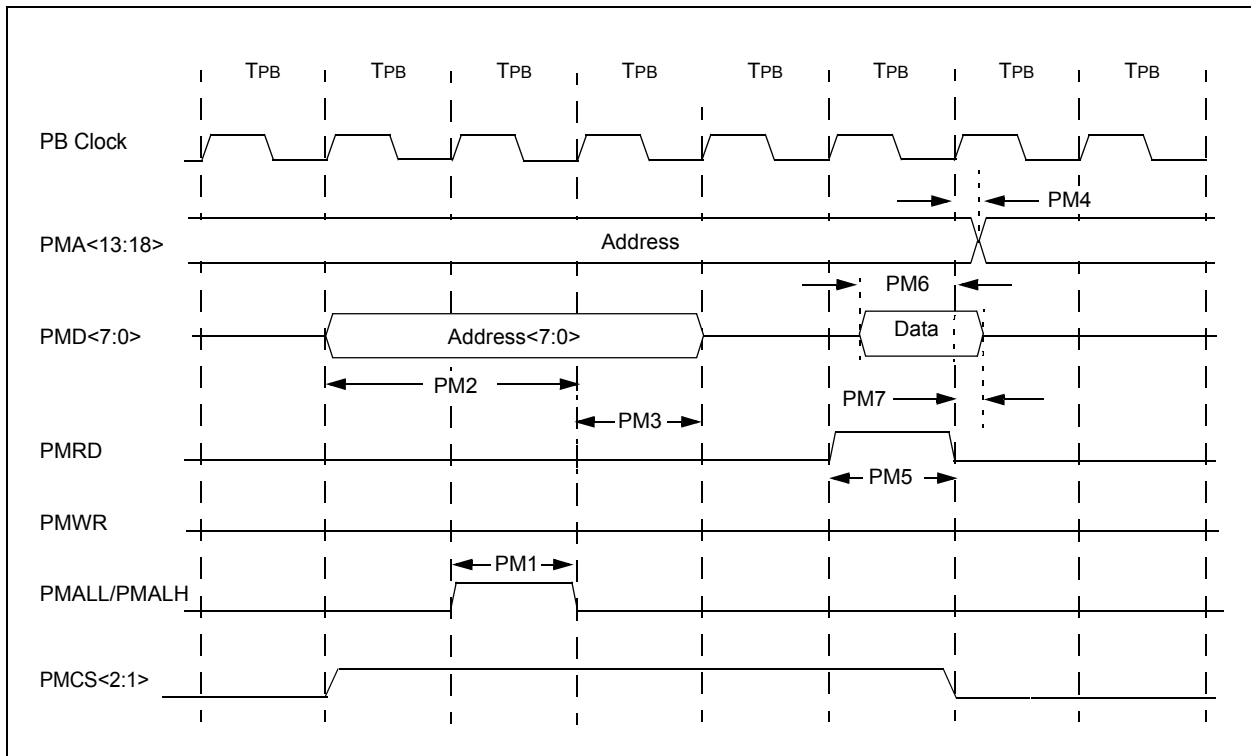 TPB TPB TPB TPB TPB TPB TPB TPB
PB Clock
PM4
PMA<13:18>
Address
PM6
PMD<7:0>
Address<7:0>
Data
PM2
PM7
PM3
PMRD
PM5
PMWR
PM1
PMALL/PMALH
PMCS<2:1>